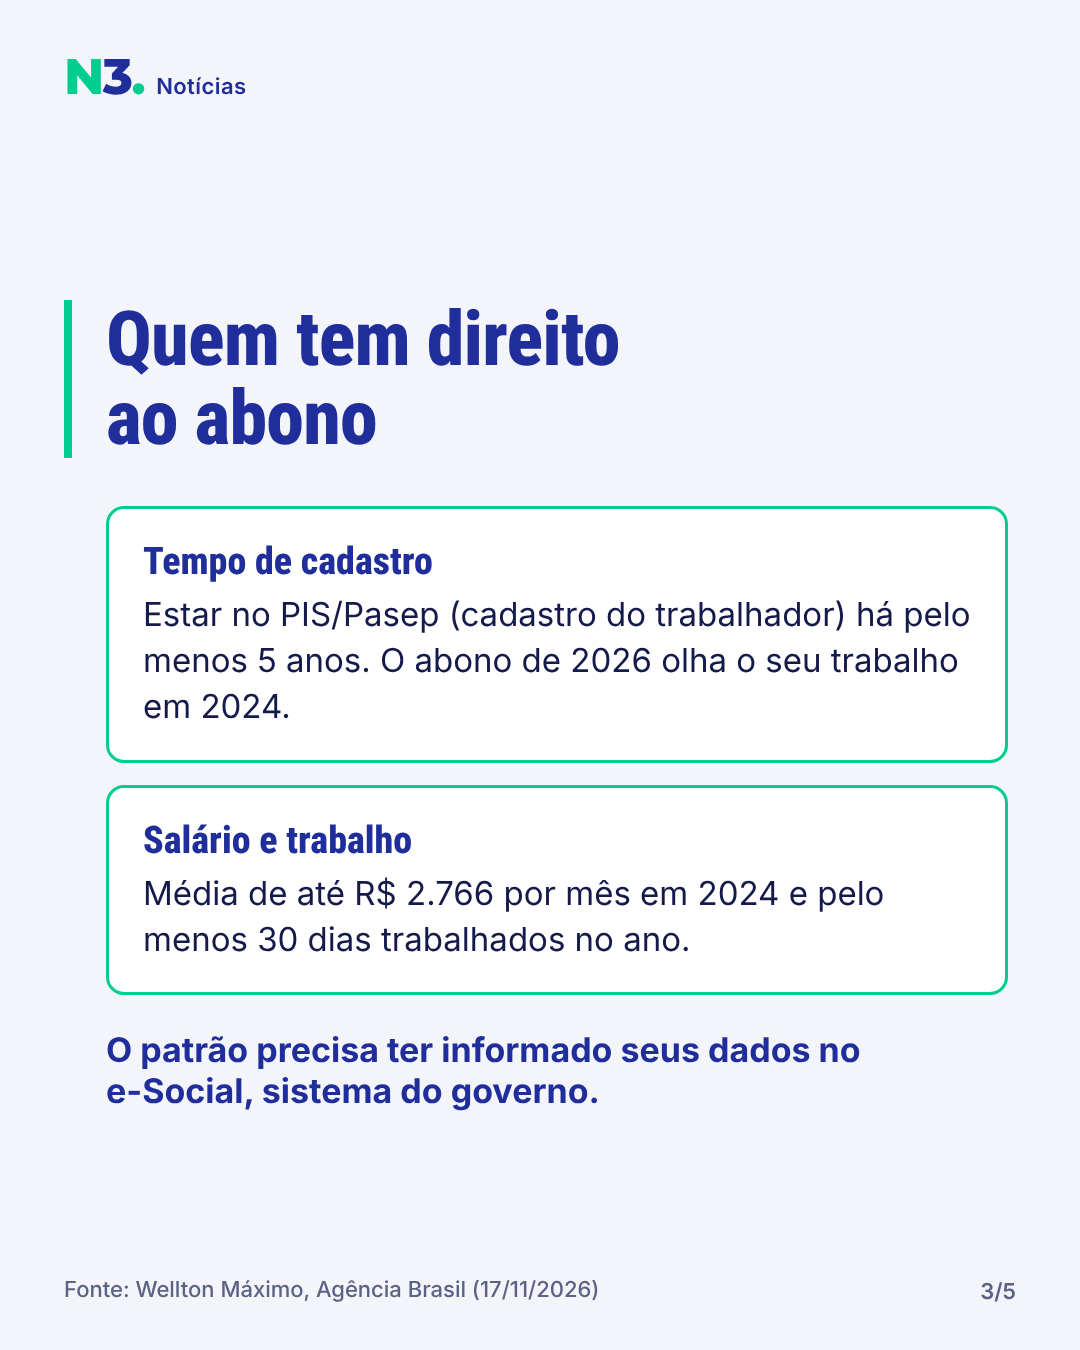 N3. Notícias
Quem tem direito
ao abono
Tempo de cadastro
Estar no PIS/Pasep (cadastro do trabalhador) há pelo
menos 5 anos. O abono de 2026 olha o seu trabalho
em 2024.
Salário e trabalho
Média de até R$ 2.766 por mês em 2024 e pelo
menos 30 dias trabalhados no ano.
O patrão precisa ter informado seus dados no
e-Social, sistema do governo.
Fonte: Wellton Máximo, Agência Brasil (17/11/2026)
3/5